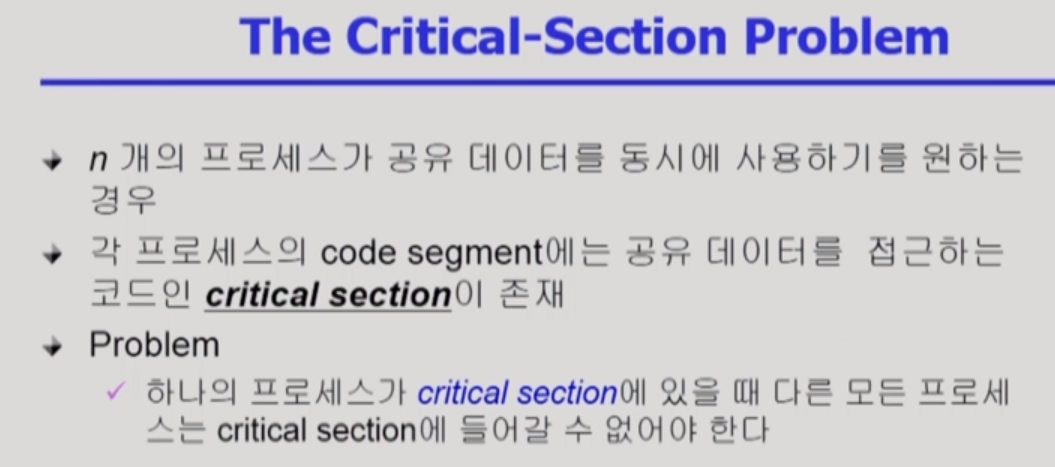 The Critical-Section Problem
n 개의 프로세스가 공유 데이터를 동시에 사용하기를 원하는
경우
각 프로세스의 code segment에는 공유 데이터를 접근하는
코드인 critical section이 존재
Problem
하나의 프로세스가 critical section에 있을 때 다른 모든 프로세
스는 critical section에 들어갈 수 없어야 한다